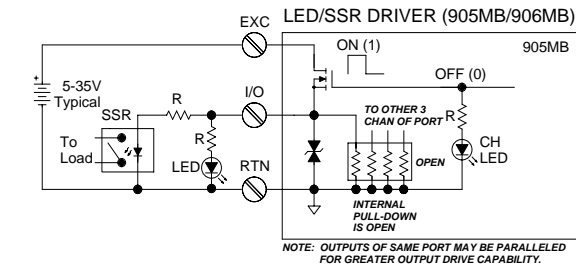 LED/SSR DRIVER (905MB/906MB)
EXC
ON (1)
905MB
OFF (0)
+
5-35V
Typical
I/O
R
SSR
TO OTHER 3
CHAN OF PORT
R
R
To
Load
CH
LED
OPEN
LED
RTN
INTERNAL
PULL-DOWN
IS OPEN
NOTE: OUTPUTS OF SAME PORT MAY BE PARALLELED
FOR GREATER OUTPUT DRIVE CAPABILITY.